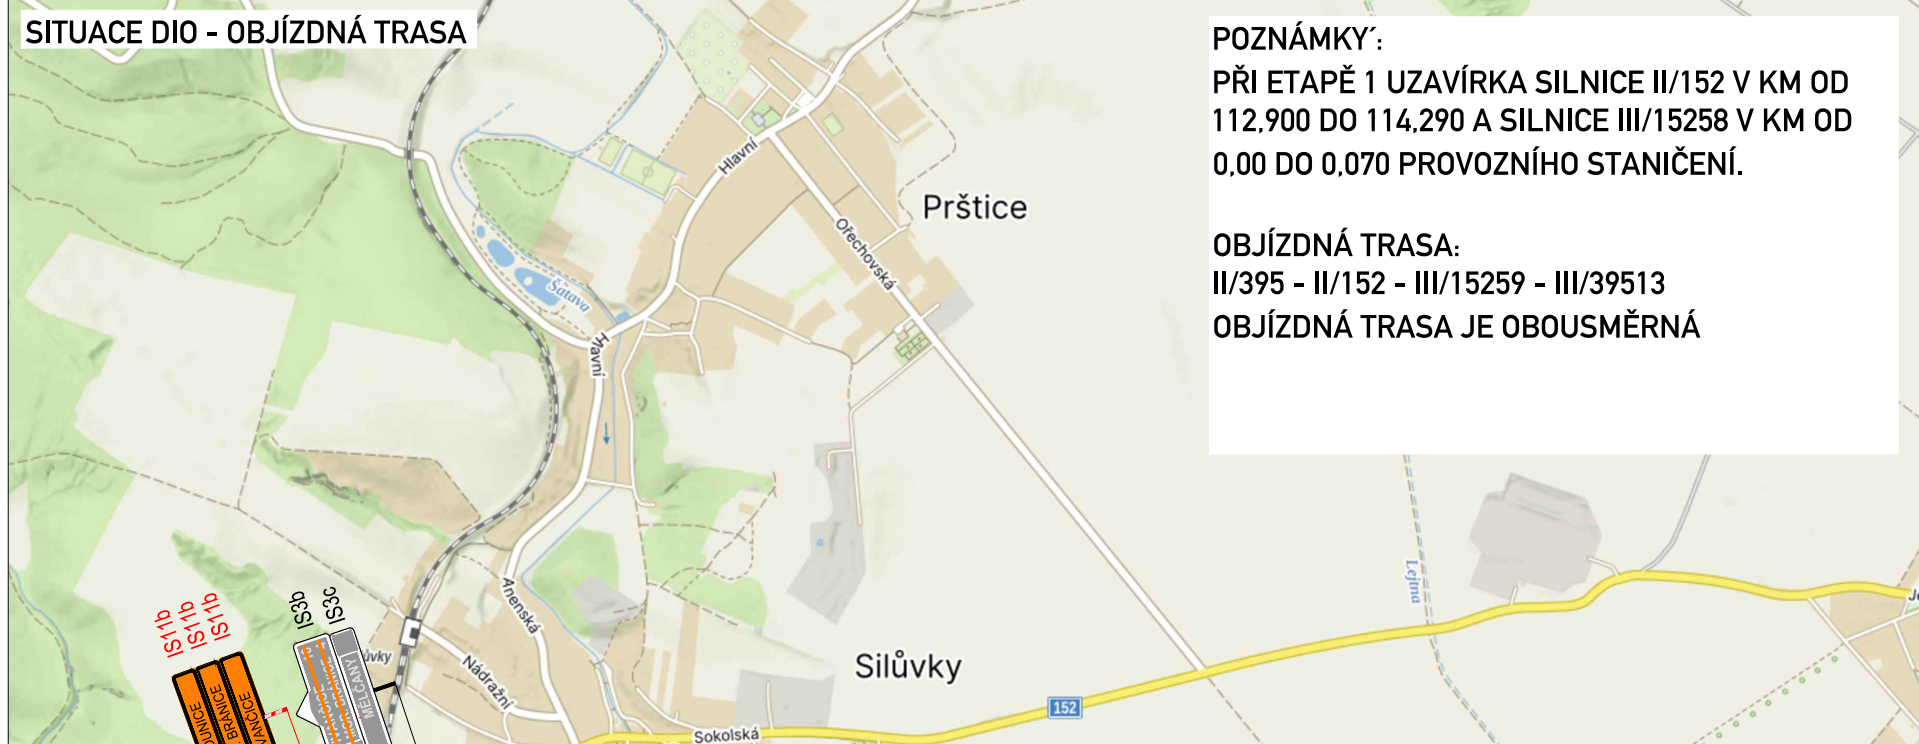 SITUACE DIO - OBJÍZDNÁ TRASA
POZNÁMKY´:
PŘI ETAPĚ 1 UZAVÍRKA SILNICE II/152 V KM OD
112,900 DO 114,290 A SILNICE III/15258 V KM OD
0,00 DO 0,070 PROVOZNÍHO STANIČENÍ.
OBJÍZDNÁ TRASA:
II/395 - II/152 - III/15259 - III/39513
OBJÍZDNÁ TRASA JE OBOUSMĚRNÁ
Hlavní
Prštice
Ořechovská
Šatava
Hlavní
Lejtna
Anenská
IS11b
IS11b
IS11b
IS3b
IS3c
MĚLČANY
Nádražní
Silůvky
152
Sokolská